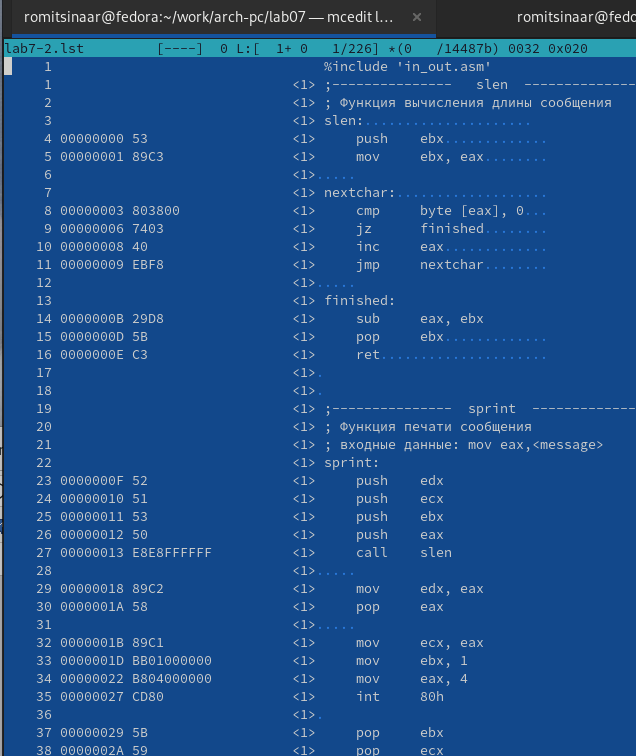 romitsinaar@fedora:~/work/arch-pc/lab07 — mcedit l… × romitsinaar@fedo
lab7-2.lst [----] 0 L:[ 1+ 0 1/226] *(0 /14487b) 0032 0x020
1 %include 'in_out.asm'
1 <1> ;--------------- slen --------------
2 <1> ; Функция вычисления длины сообщения
3 <1> slen:.....................
4 00000000 53 <1> push ebx.............
5 00000001 89C3 <1> mov ebx, eax........
6 <1>.....
7 <1> nextchar:...................
8 00000003 803800 <1> cmp byte [eax], 0...
9 00000006 7403 <1> jz finished........
10 00000008 40 <1> inc eax.............
11 00000009 EBF8 <1> jmp nextchar........
12 <1>.....
13 <1> finished:
14 0000000B 29D8 <1> sub eax, ebx
15 0000000D 5B <1> pop ebx.............
16 0000000E C3 <1> ret.....................
17 <1>.
18 <1>.
19 <1> ;--------------- sprint -------------
20 <1> ; Функция печати сообщения
21 <1> ; входные данные: mov eax,<message>
22 <1> sprint:
23 0000000F 52 <1> push edx
24 00000010 51 <1> push ecx
25 00000011 53 <1> push ebx
26 00000012 50 <1> push eax
27 00000013 E8E8FFFFFF <1> call slen
28 <1>.....
29 00000018 89C2 <1> mov edx, eax
30 0000001A 58 <1> pop eax
31 <1>.....
32 0000001B 89C1 <1> mov ecx, eax
33 0000001D BB01000000 <1> mov ebx, 1
34 00000022 B804000000 <1> mov eax, 4
35 00000027 CD80 <1> int 80h
36 <1>.
37 00000029 5B <1> pop ebx
38 0000002A 59 <1> pop ecx